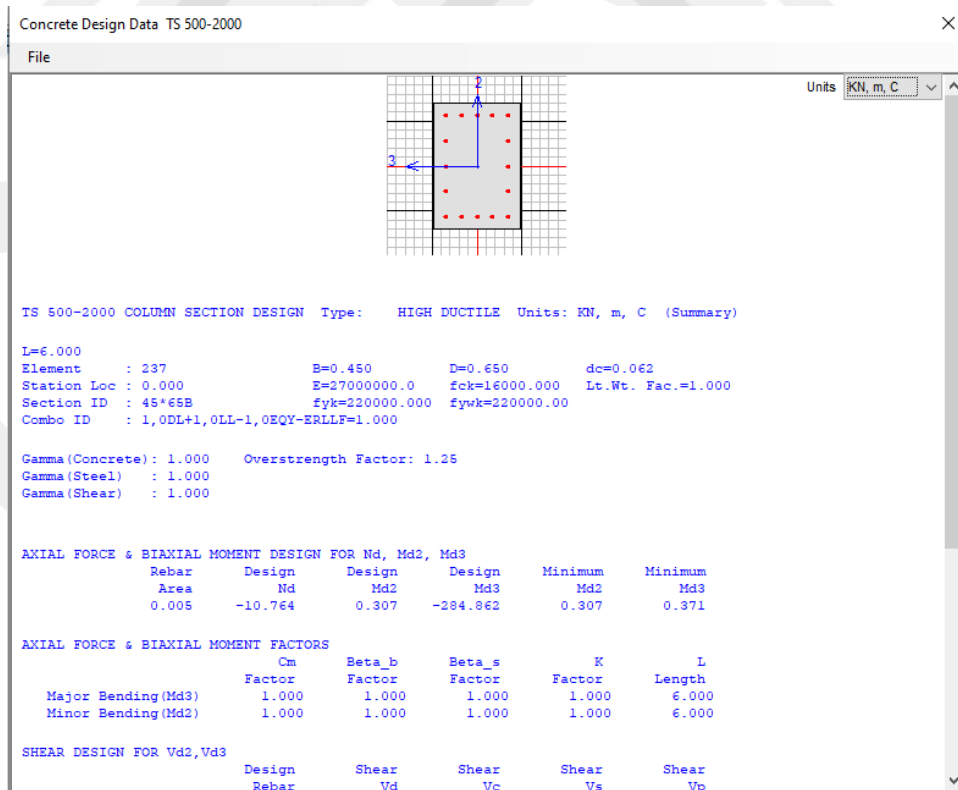 Concrete Design Data TS 500-2000
File
Units KN, m, C
2
3
TS 500-2000 COLUMN SECTION DESIGN Type: HIGH DUCTILE Units: KN, m, C (Summary)
L=6.000
Element : 237 B=0.450 D=0.650 dc=0.062
Station Loc : 0.000 E=27000000.0 fck=16000.000 Lt.Wt. Fac.=1.000
Section ID : 45*65B fyk=220000.000 fywk=220000.00
Combo ID : 1,0DL+1,0LL-1,0EQY-ERLLF=1.000
Gamma(Concrete): 1.000 Overstrength Factor: 1.25
Gamma(Steel) : 1.000
Gamma(Shear) : 1.000
AXIAL FORCE & BIAXIAL MOMENT DESIGN FOR Nd, Md2, Md3
Rebar Design Design Design Minimum Minimum
Area Nd Md2 Md3 Md2 Md3
0.005 -10.764 0.307 -284.862 0.307 0.371
AXIAL FORCE & BIAXIAL MOMENT FACTORS
Cm Beta_b Beta_s K L
Factor Factor Factor Factor Length
Major Bending(Md3) 1.000 1.000 1.000 1.000 6.000
Minor Bending(Md2) 1.000 1.000 1.000 1.000 6.000
SHEAR DESIGN FOR Vd2,Vd3
Design Shear Shear Shear Shear
Rebar Vd Vc Vs Vp